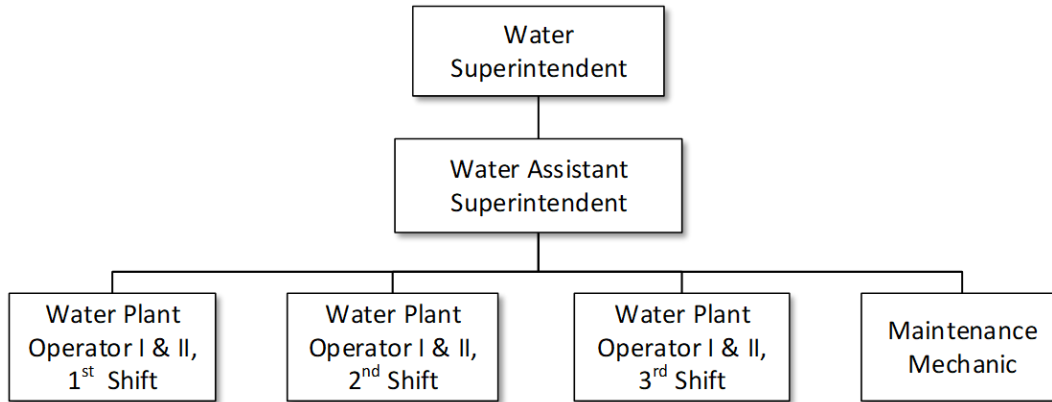 Water
Superintendent
Water Assistant
Superintendent
Water Plant
Operator I & II,
1st Shift
Water Plant
Operator I & II,
2nd Shift
Water Plant
Operator I & II,
3rd Shift
Maintenance
Mechanic